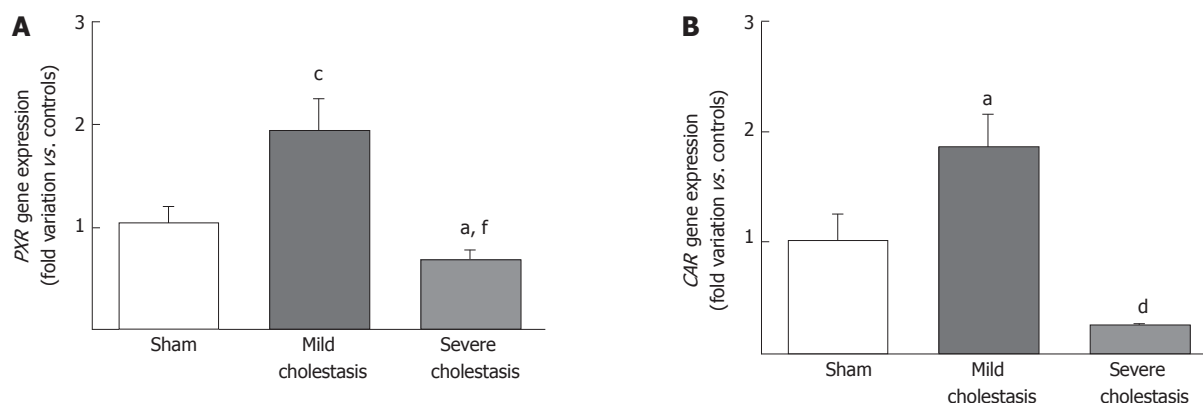 A
PXR gene expression
(fold variation vs. controls)
3
2
1
c
a, f
Sham
Mild
cholestasis
Severe
cholestasis
B
CAR gene expression
(fold variation vs. controls)
3
2
1
a
d
Sham
Mild
cholestasis
Severe
cholestasis